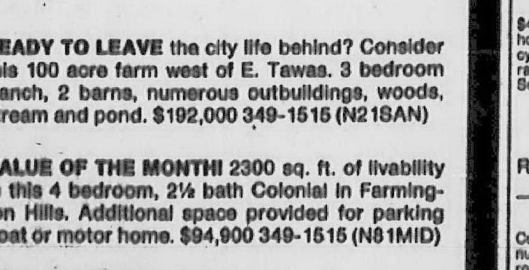 EADY TO LEAVE the city life behind? Consider
is 100 acre farm west of E. Tawas. 3 bedroom
anch, 2 barns, numerous outbuildings, woods,
ream and pond. $192,000 349-1515 (N21SAN)
ALUE OF THE MONTH! 2300 sq. ft. of livability
this 4 bedroom, 2½ bath Colonial in Farming-
on Hills. Additional space provided for parking
oat or motor home. $94,900 349-1515 (N81MID)